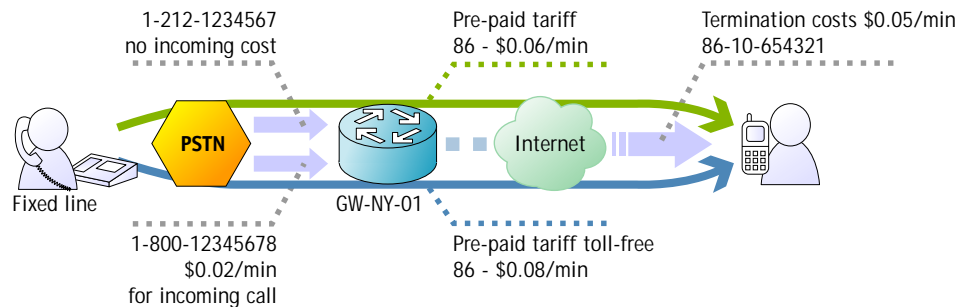 1-212-1234567
no incoming cost
Pre-paid tariff
86 - $0.06/min
Termination costs $0.05/min
86-10-654321
PSTN
Internet
Fixed line
GW-NY-01
1-800-12345678
$0.02/min
for incoming call
Pre-paid tariff toll-free
86 - $0.08/min